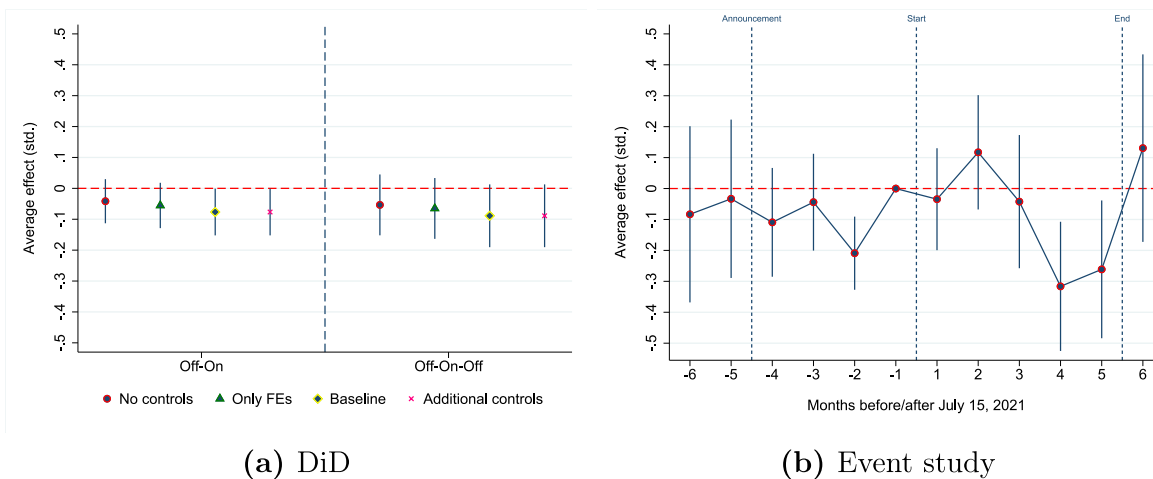 Average effect (std.)
.5
.4
.3
.2
.1
0
-.1
-.2
-.3
-.4
-.5
Off-On Off-On-Off
No controls Only FEs Baseline Additional controls
(a) DiD
Announcement Start End
Average effect (std.)
.5
.4
.3
.2
.1
0
-.1
-.2
-.3
-.4
-.5
-6 -5 -4 -3 -2 -1 1 2 3 4 5 6
Months before/after July 15, 2021
(b) Event study